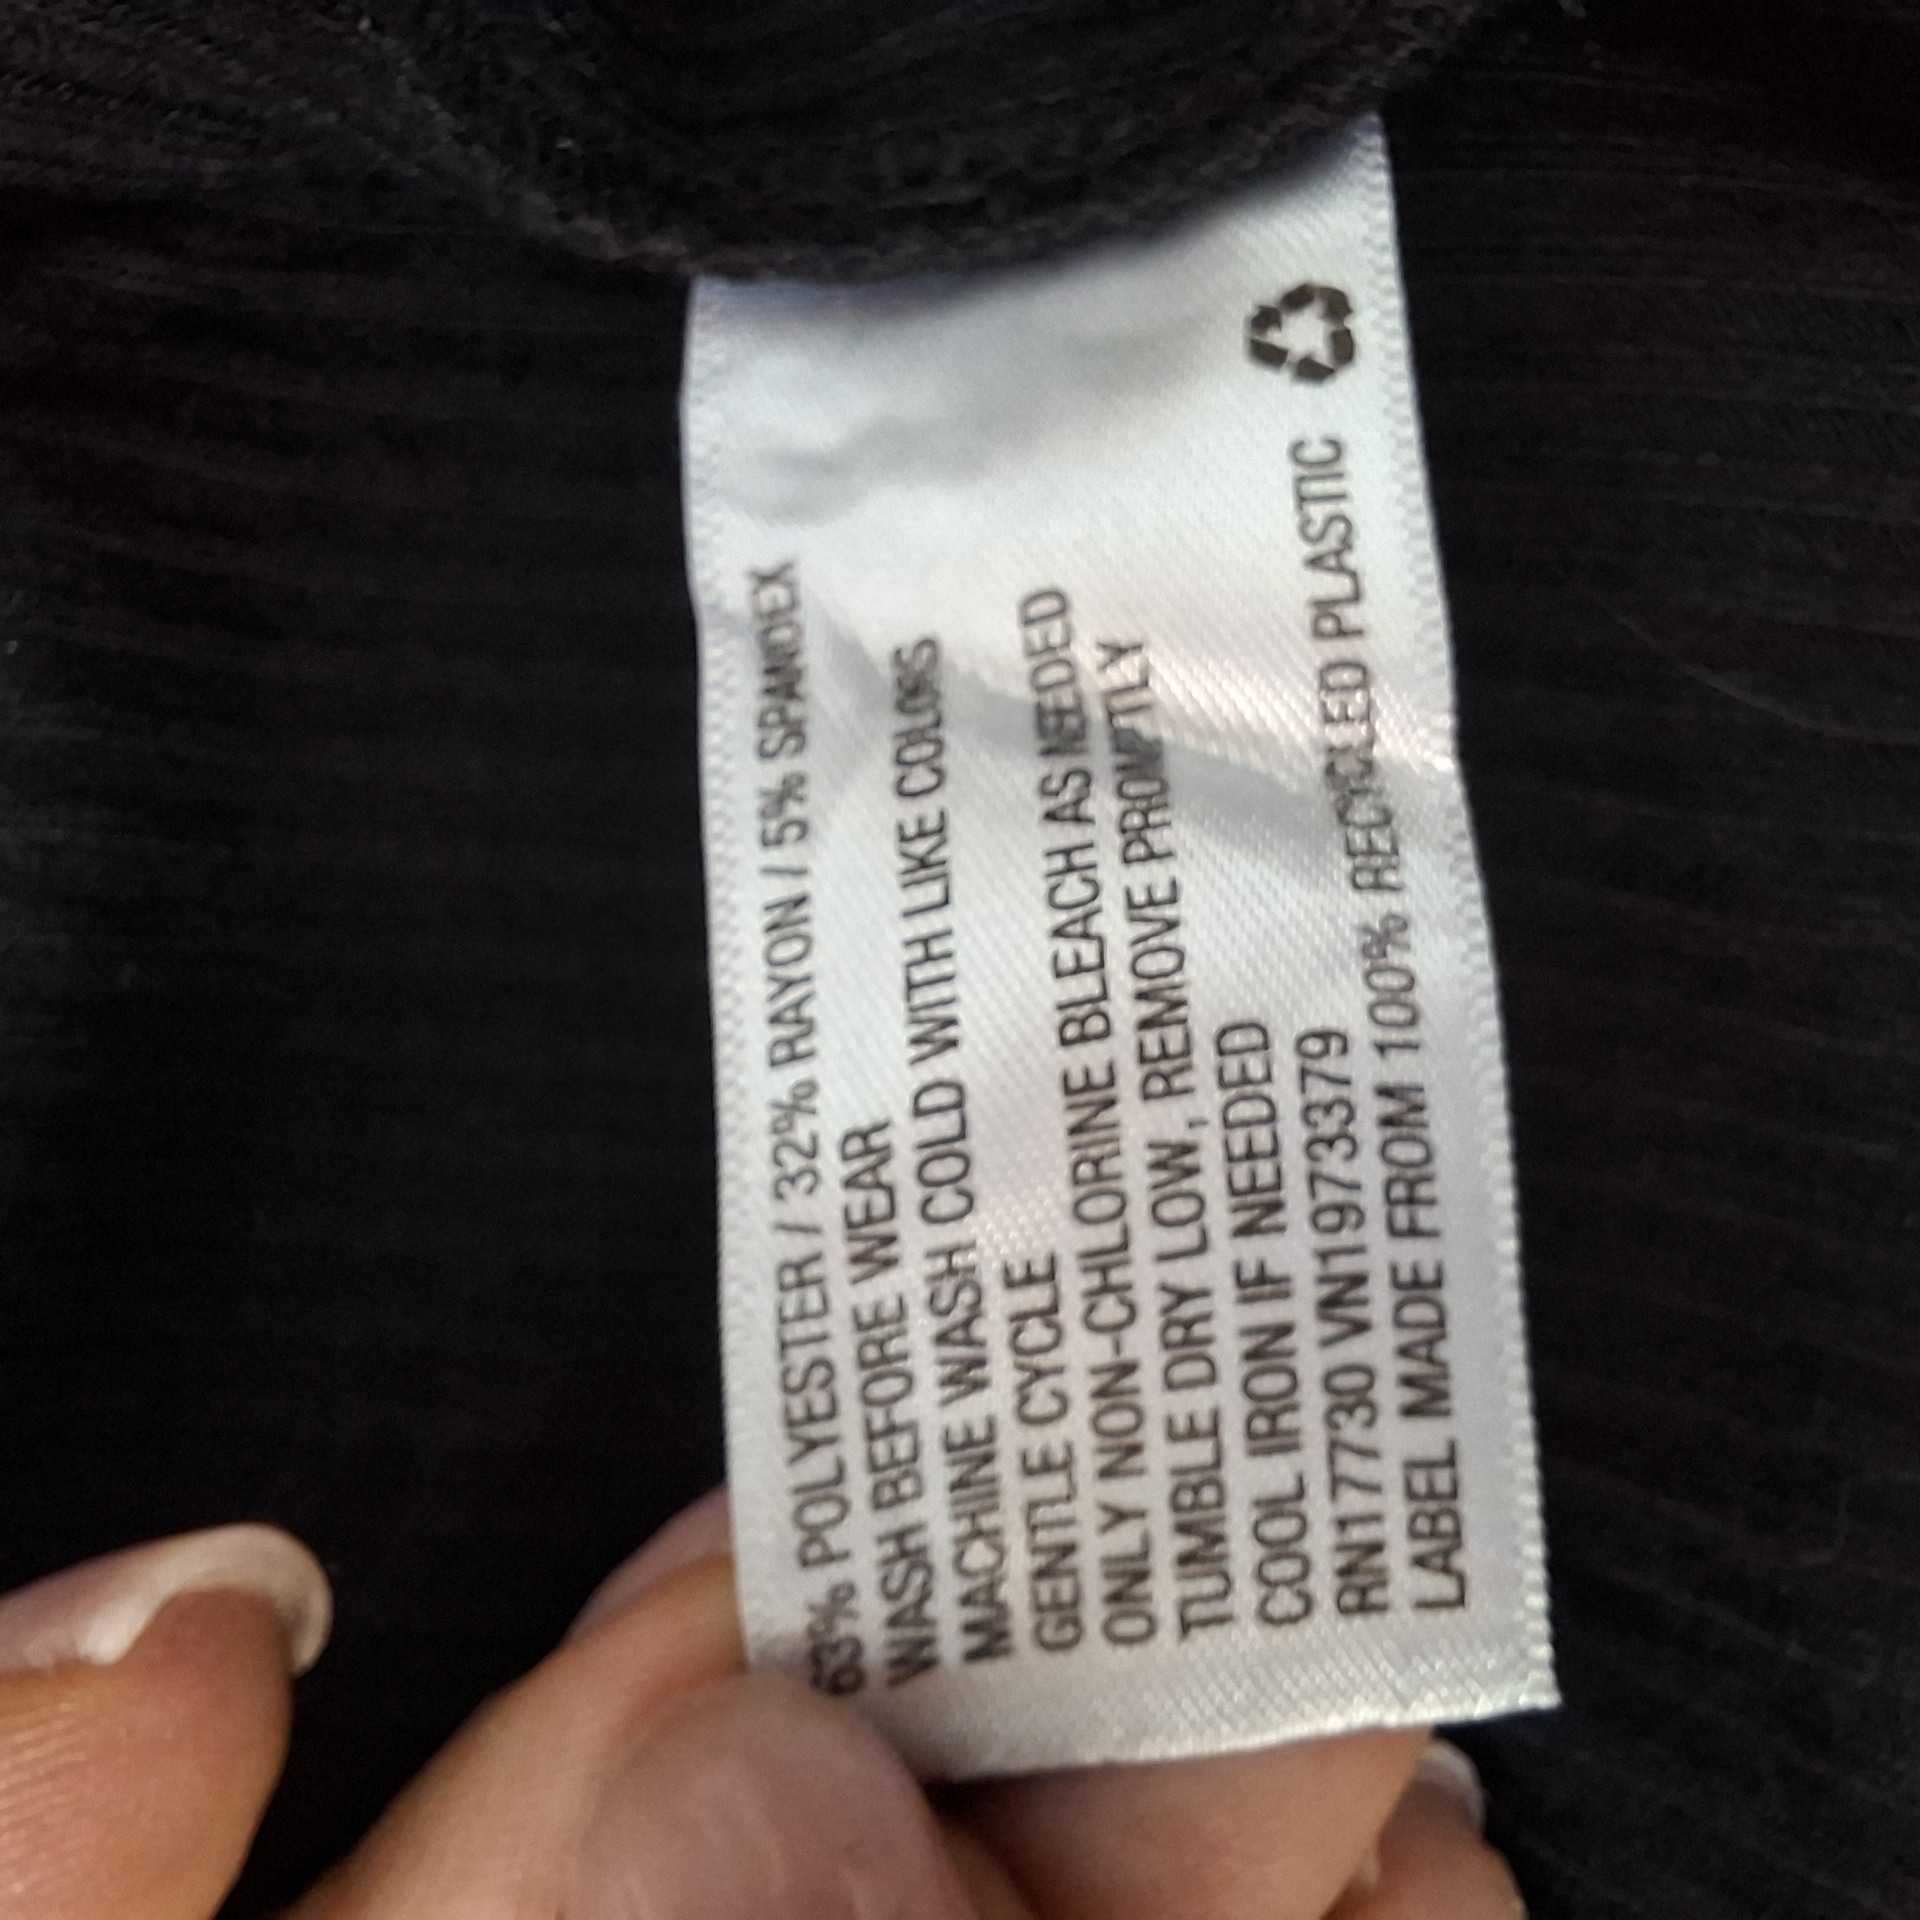 63% POLYESTER / 32% RAYON / 5% SPANDEX
WASH BEFORE WEAR
MACHINE WASH COLD WITH LIKE COLORS
GENTLE CYCLE
ONLY NON-CHLORINE BLEACH AS NEEDED
TUMBLE DRY LOW, REMOVE PROMPTLY
COOL IRON IF NEEDED
RN17730 VN1973379
LABEL MADE FROM 100% RECYCLED PLASTIC